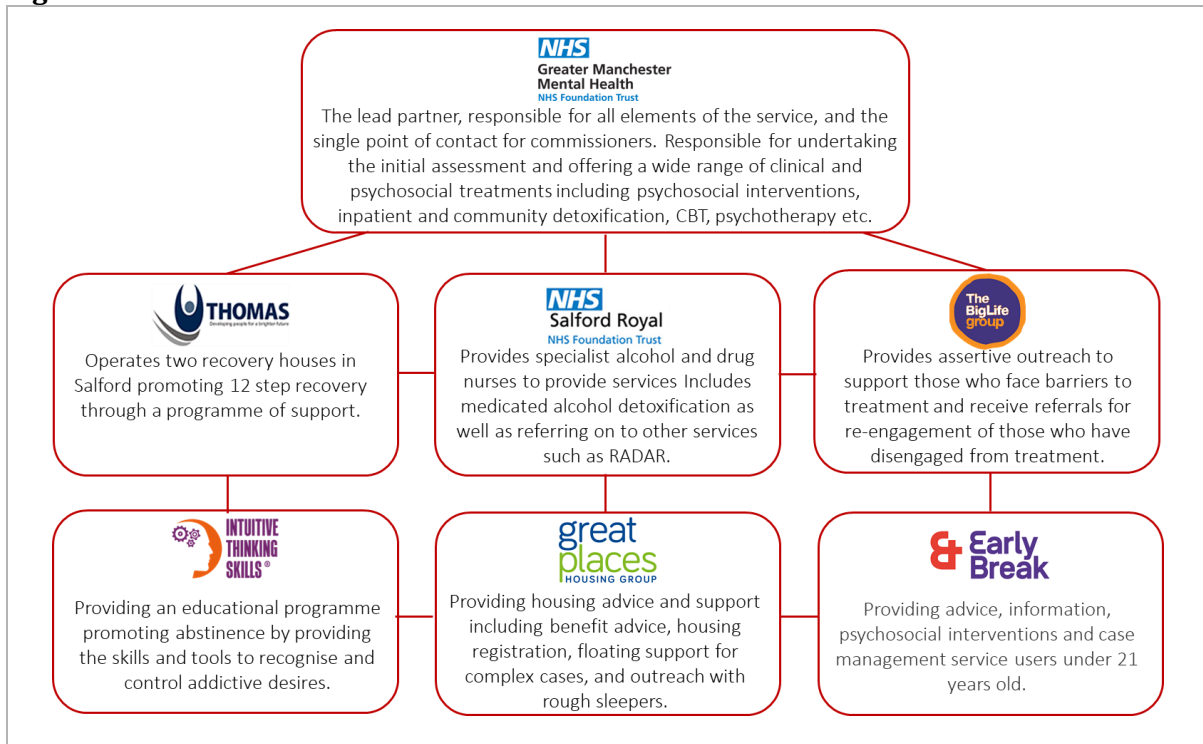 NHS
Greater Manchester
Mental Health
NHS Foundation Trust
The lead partner, responsible for all elements of the service, and the
single point of contact for commissioners. Responsible for undertaking
the initial assessment and offering a wide range of clinical and
psychosocial treatments including psychosocial interventions,
inpatient and community detoxification, CBT, psychotherapy etc.
THOMAS
Developing people for a brighter future
Operates two recovery houses in
Salford promoting 12 step recovery
through a programme of support.
NHS
Salford Royal
NHS Foundation Trust
Provides specialist alcohol and drug
nurses to provide services Includes
medicated alcohol detoxification as
well as referring on to other services
such as RADAR.
The
BigLife
group
Provides assertive outreach to
support those who face barriers to
treatment and receive referrals for
re-engagement of those who have
disengaged from treatment.
INTUITIVE
THINKING
SKILLS®
Providing an educational programme
promoting abstinence by providing
the skills and tools to recognise and
control addictive desires.
great
places
HOUSING GROUP
Providing housing advice and support
including benefit advice, housing
registration, floating support for
complex cases, and outreach with
rough sleepers.
Early
Break
Providing advice, information,
psychosocial interventions and case
management service users under 21
years old.